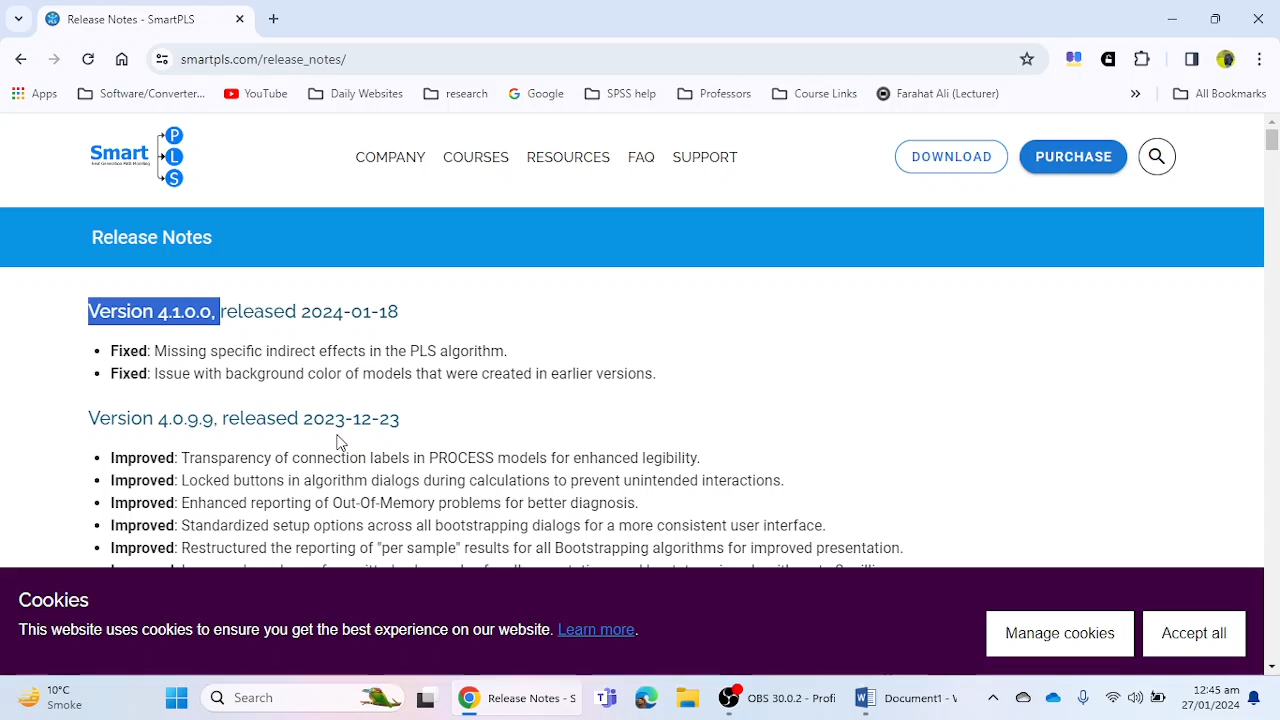 Release Notes - SmartPLS
smartpls.com/release_notes/
Apps
Software/Converter...
YouTube
Daily Websites
research
Google
SPSS help
Professors
Course Links
Farahat Ali (Lecturer)
All Bookmarks
Smart P L S
COMPANY
COURSES
RESOURCES
FAQ
SUPPORT
DOWNLOAD
PURCHASE
Release Notes
Version 4.1.0.0, released 2024-01-18
• Fixed: Missing specific indirect effects in the PLS algorithm.
• Fixed: Issue with background color of models that were created in earlier versions.
Version 4.0.9.9, released 2023-12-23
• Improved: Transparency of connection labels in PROCESS models for enhanced legibility.
• Improved: Locked buttons in algorithm dialogs during calculations to prevent unintended interactions.
• Improved: Enhanced reporting of Out-Of-Memory problems for better diagnosis.
• Improved: Standardized setup options across all bootstrapping dialogs for a more consistent user interface.
• Improved: Restructured the reporting of "per sample" results for all Bootstrapping algorithms for improved presentation.
Cookies
This website uses cookies to ensure you get the best experience on our website. Learn more.
Manage cookies
Accept all
10°C
Smoke
Search
Release Notes - S
OBS 30.0.2 - Profi
Document1 -
12:45 am
27/01/2024